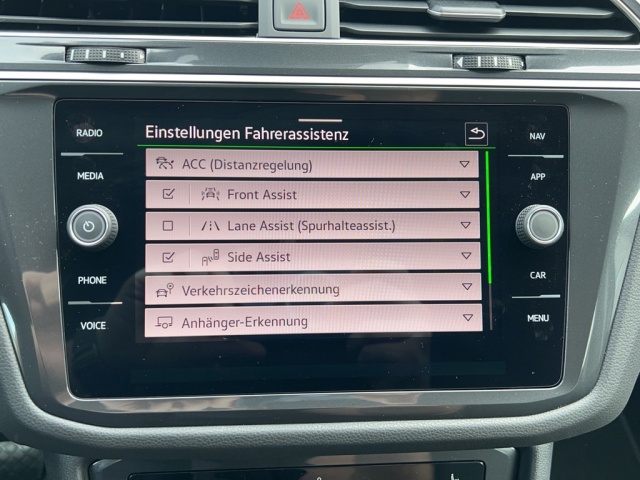 RADIO
MEDIA
PHONE
VOICE
Einstellungen Fahrerassistenz
ACC (Distanzregelung)
Front Assist
Lane Assist (Spurhalteassist.)
Side Assist
Verkehrszeichenerkennung
Anhänger-Erkennung
NAV
APP
CAR
MENU